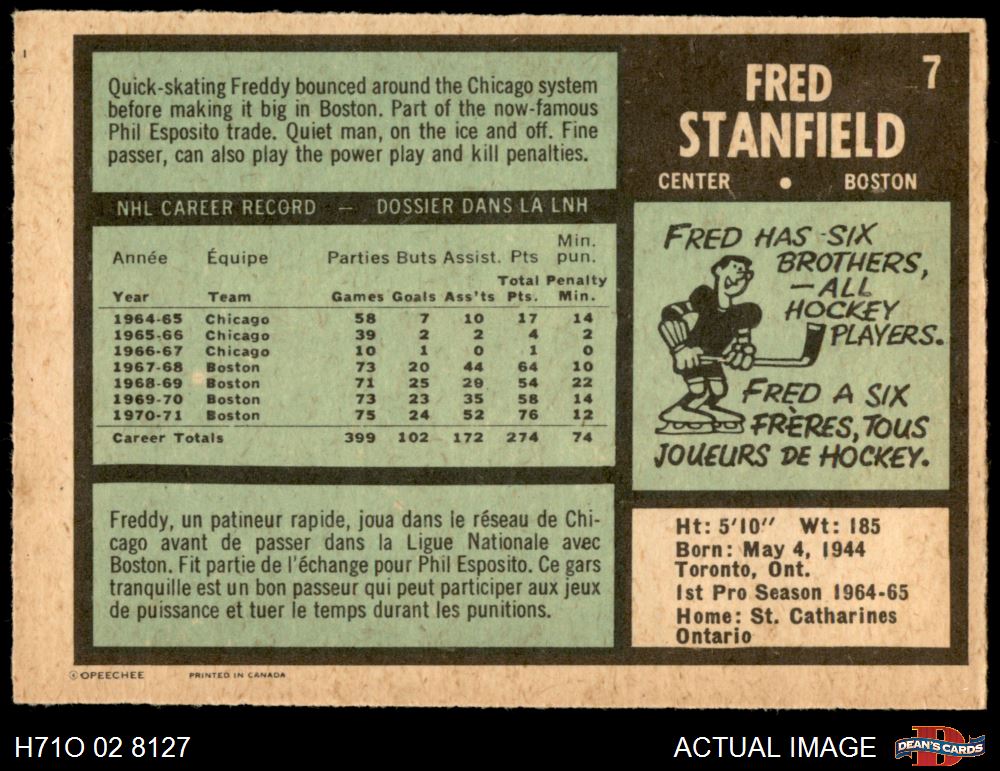 Quick-skating Freddy bounced around the Chicago system
before making it big in Boston. Part of the now-famous
Phil Esposito trade. Quiet man, on the ice and off. Fine
passer, can also play the power play and kill penalties.
7
FRED
STANFIELD
CENTER • BOSTON
NHL CAREER RECORD — DOSSIER DANS LA LNH
Année Équipe Parties Buts Assist. Pts Min. pun.
Year Team Games Goals Ass'ts Total Pts. Penalty Min.
1964-65 Chicago 58 7 10 17 14
1965-66 Chicago 39 2 2 4 2
1966-67 Chicago 10 1 0 1 0
1967-68 Boston 73 20 44 64 10
1968-69 Boston 71 25 29 54 22
1969-70 Boston 73 23 35 58 14
1970-71 Boston 75 24 52 76 12
Career Totals 399 102 172 274 74
FRED HAS SIX
BROTHERS,
—ALL
HOCKEY
PLAYERS.
FRED A SIX
FRÈRES, TOUS
JOUEURS DE HOCKEY.
Freddy, un patineur rapide, joua dans le réseau de Chi-
cago avant de passer dans la Ligue Nationale avec
Boston. Fit partie de l'échange pour Phil Esposito. Ce gars
tranquille est un bon passeur qui peut participer aux jeux
de puissance et tuer le temps durant les punitions.
Ht: 5'10" Wt: 185
Born: May 4, 1944
Toronto, Ont.
1st Pro Season 1964-65
Home: St. Catharines
Ontario
© OPEECHEE PRINTED IN CANADA
H71O 02 8127
ACTUAL IMAGE
DEAN'S CARDS